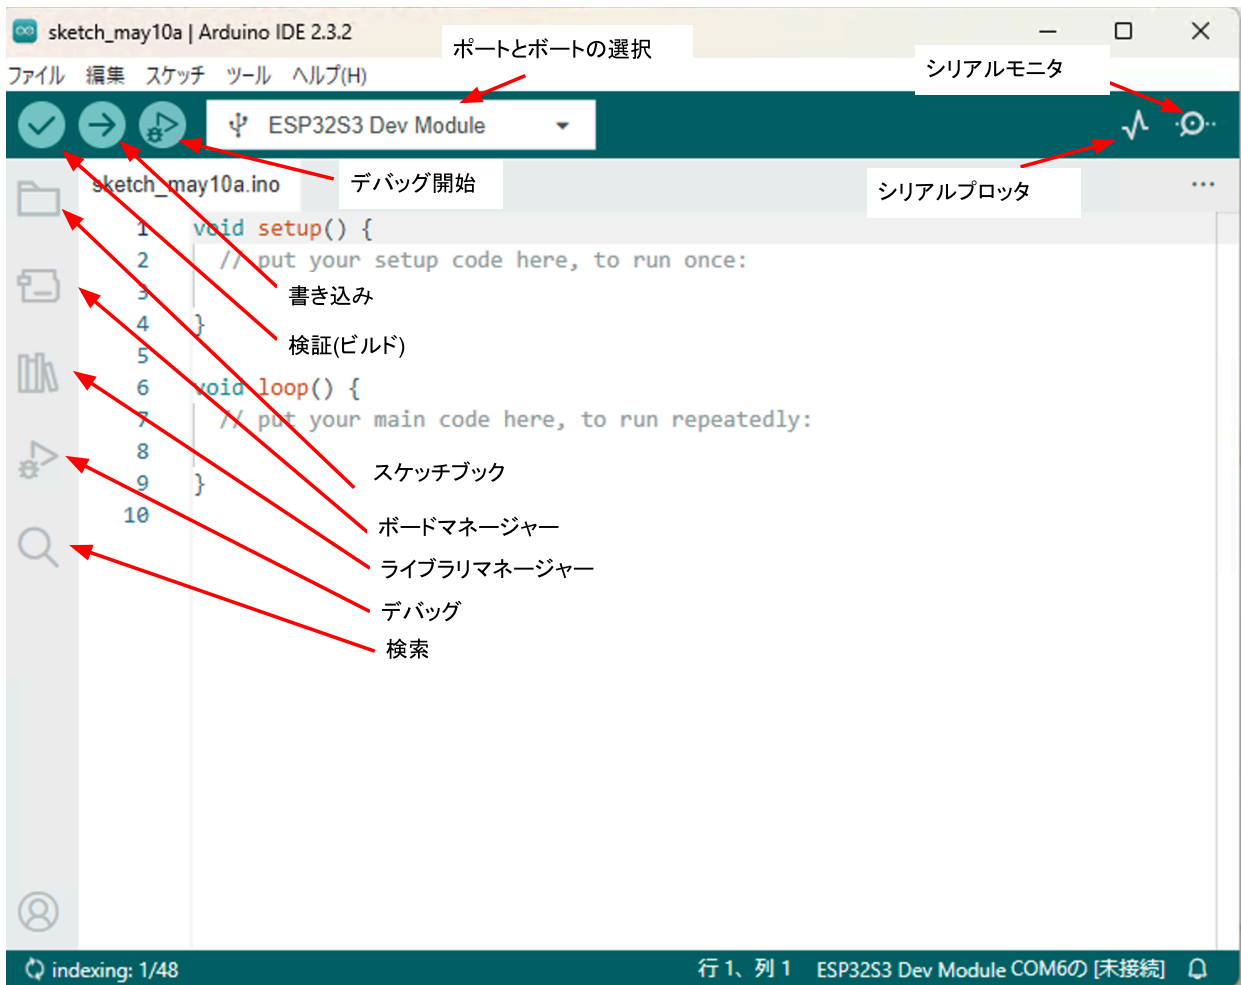 sketch_may10a | Arduino IDE 2.3.2
ポートとボートの選択
シリアルモニタ
ファイル 編集 スケッチ ツール ヘルプ(H)
ESP32S3 Dev Module
デバッグ開始
シリアルプロッタ
sketch_may10a.ino
1 void setup() {
2 // put your setup code here, to run once:
3
書き込み
4 }
検証(ビルド)
5
6 void loop() {
7 // put your main code here, to run repeatedly:
8
スケッチブック
9 }
10
ボードマネージャー
ライブラリマネージャー
デバッグ
検索
indexing: 1/48 行 1、列 1 ESP32S3 Dev Module COM6の [未接続]